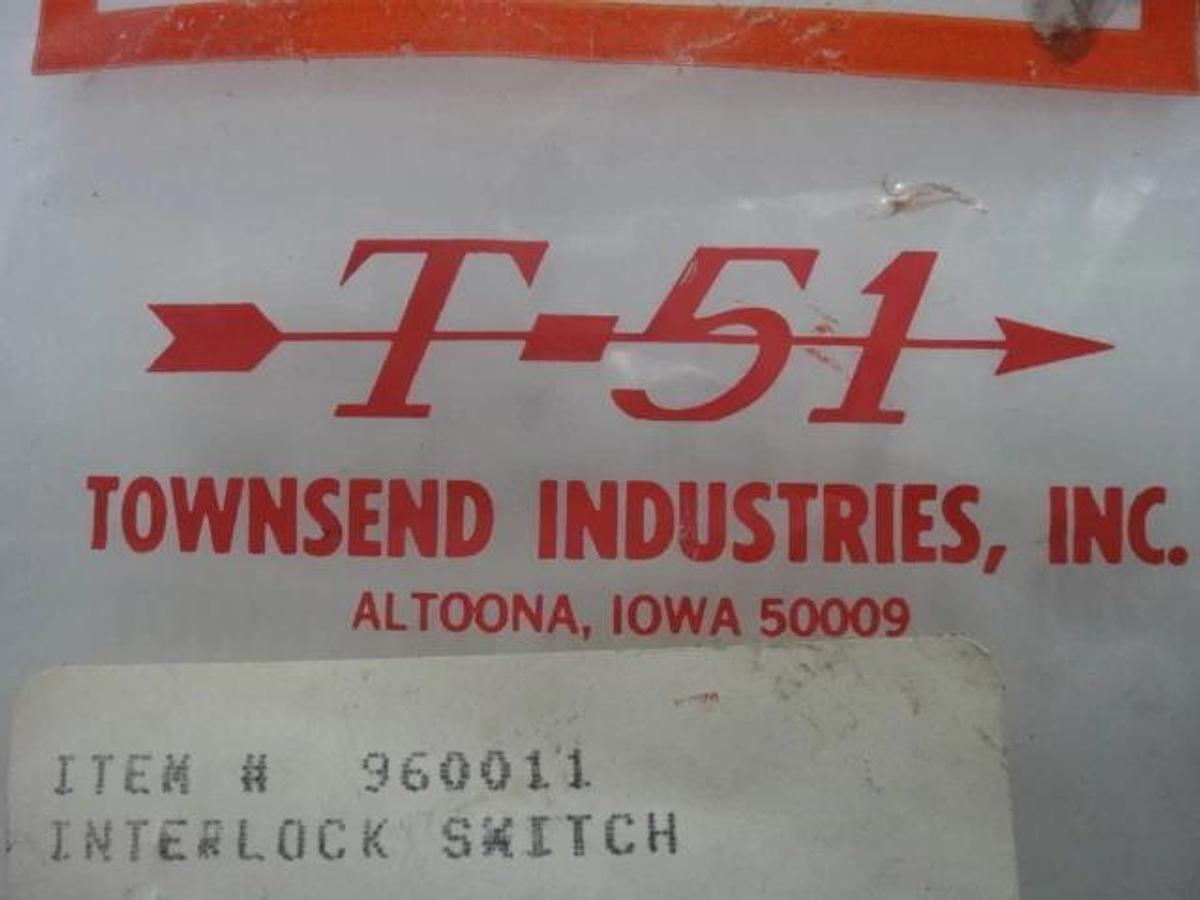 T-51
TOWNSEND INDUSTRIES, INC.
ALTOONA, IOWA 50009
ITEM # 960011
INTERLOCK SWITCH